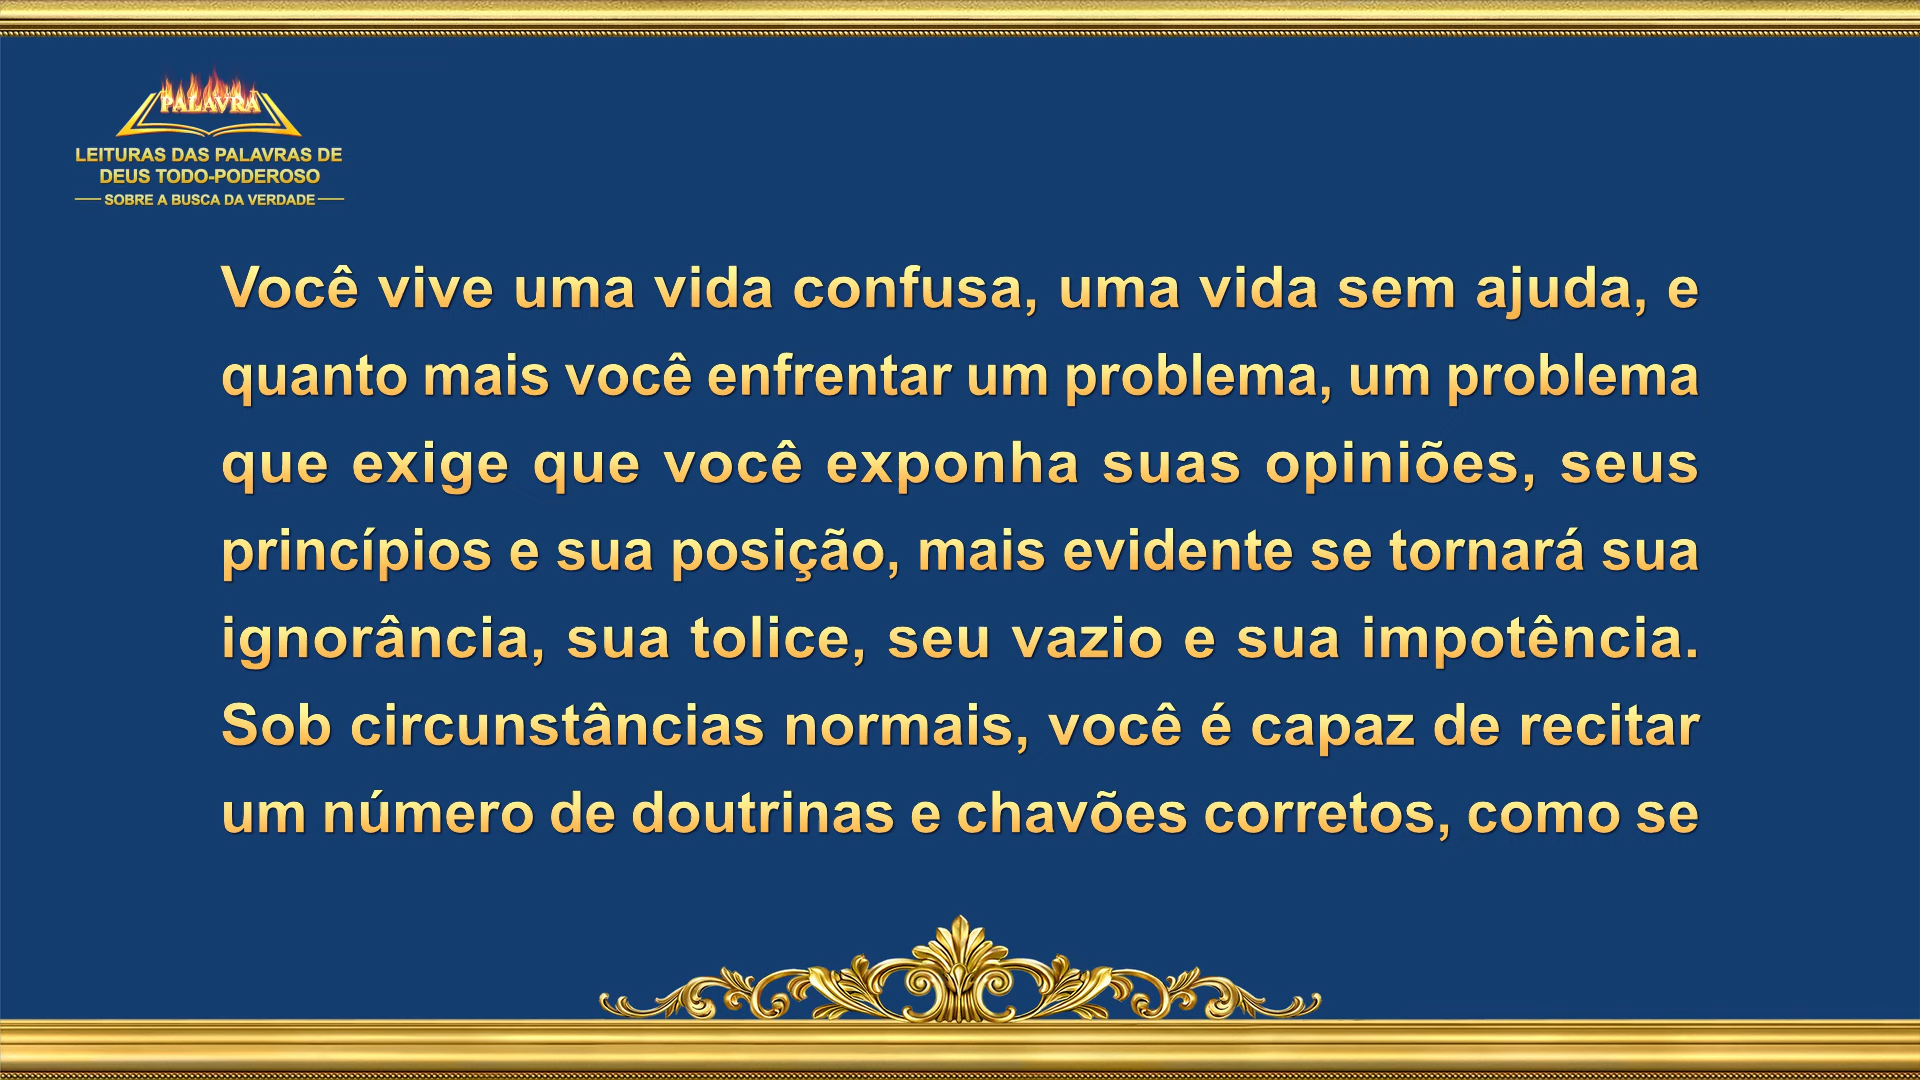 PALAVRA
LEITURAS DAS PALAVRAS DE
DEUS TODO-PODEROSO
SOBRE A BUSCA DA VERDADE
Você vive uma vida confusa, uma vida sem ajuda, e
quanto mais você enfrentar um problema, um problema
que exige que você exponha suas opiniões, seus
princípios e sua posição, mais evidente se tornará sua
ignorância, sua tolice, seu vazio e sua impotência.
Sob circunstâncias normais, você é capaz de recitar
um número de doutrinas e chavões corretos, como se